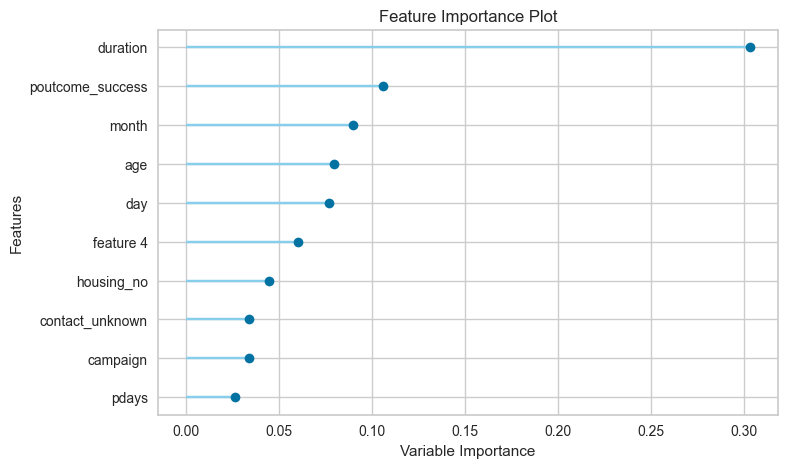 Feature Importance Plot
Features
duration
poutcome_success
month
age
day
feature 4
housing_no
contact_unknown
campaign
pdays
0.00 0.05 0.10 0.15 0.20 0.25 0.30
Variable Importance